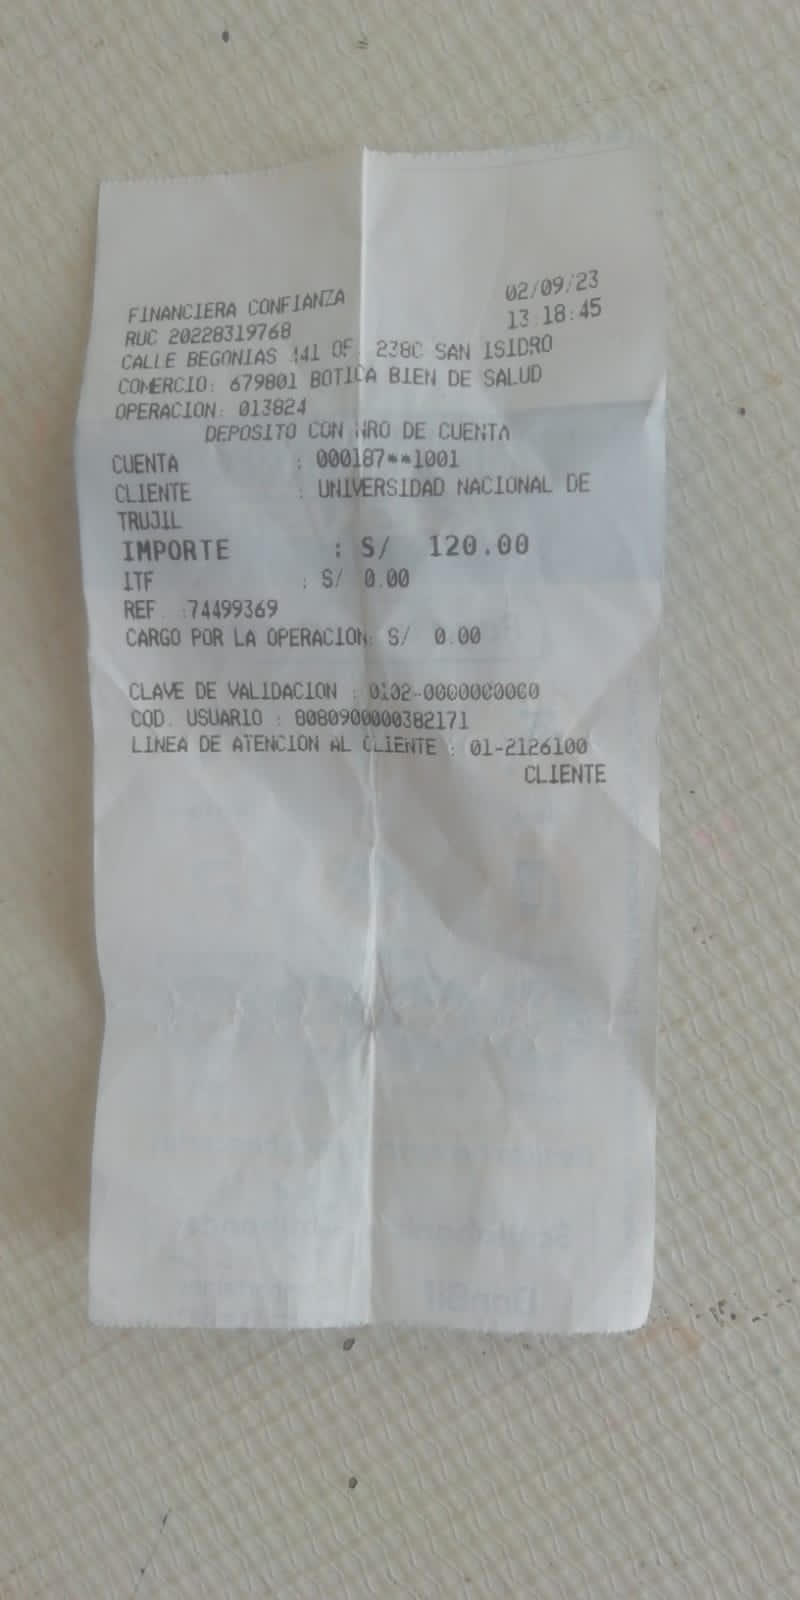 FINANCIERA CONFIANZA 02/09/23
RUC 20228319768 13:18:45
CALLE BEGONIAS 441 OF. 238C SAN ISIDRO
COMERCIO: 679801 BOTICA BIEN DE SALUD
OPERACION: 013824
DEPOSITO CON NRO DE CUENTA
CUENTA : 000187**1001
CLIENTE : UNIVERSIDAD NACIONAL DE
TRUJIL
IMPORTE : S/ 120.00
ITF : S/ 0.00
REF. :74499369
CARGO POR LA OPERACION: S/ 0.00
CLAVE DE VALIDACION : 0102-0000000000
COD. USUARIO : 8080900000382171
LINEA DE ATENCION AL CLIENTE : 01-2126100
CLIENTE